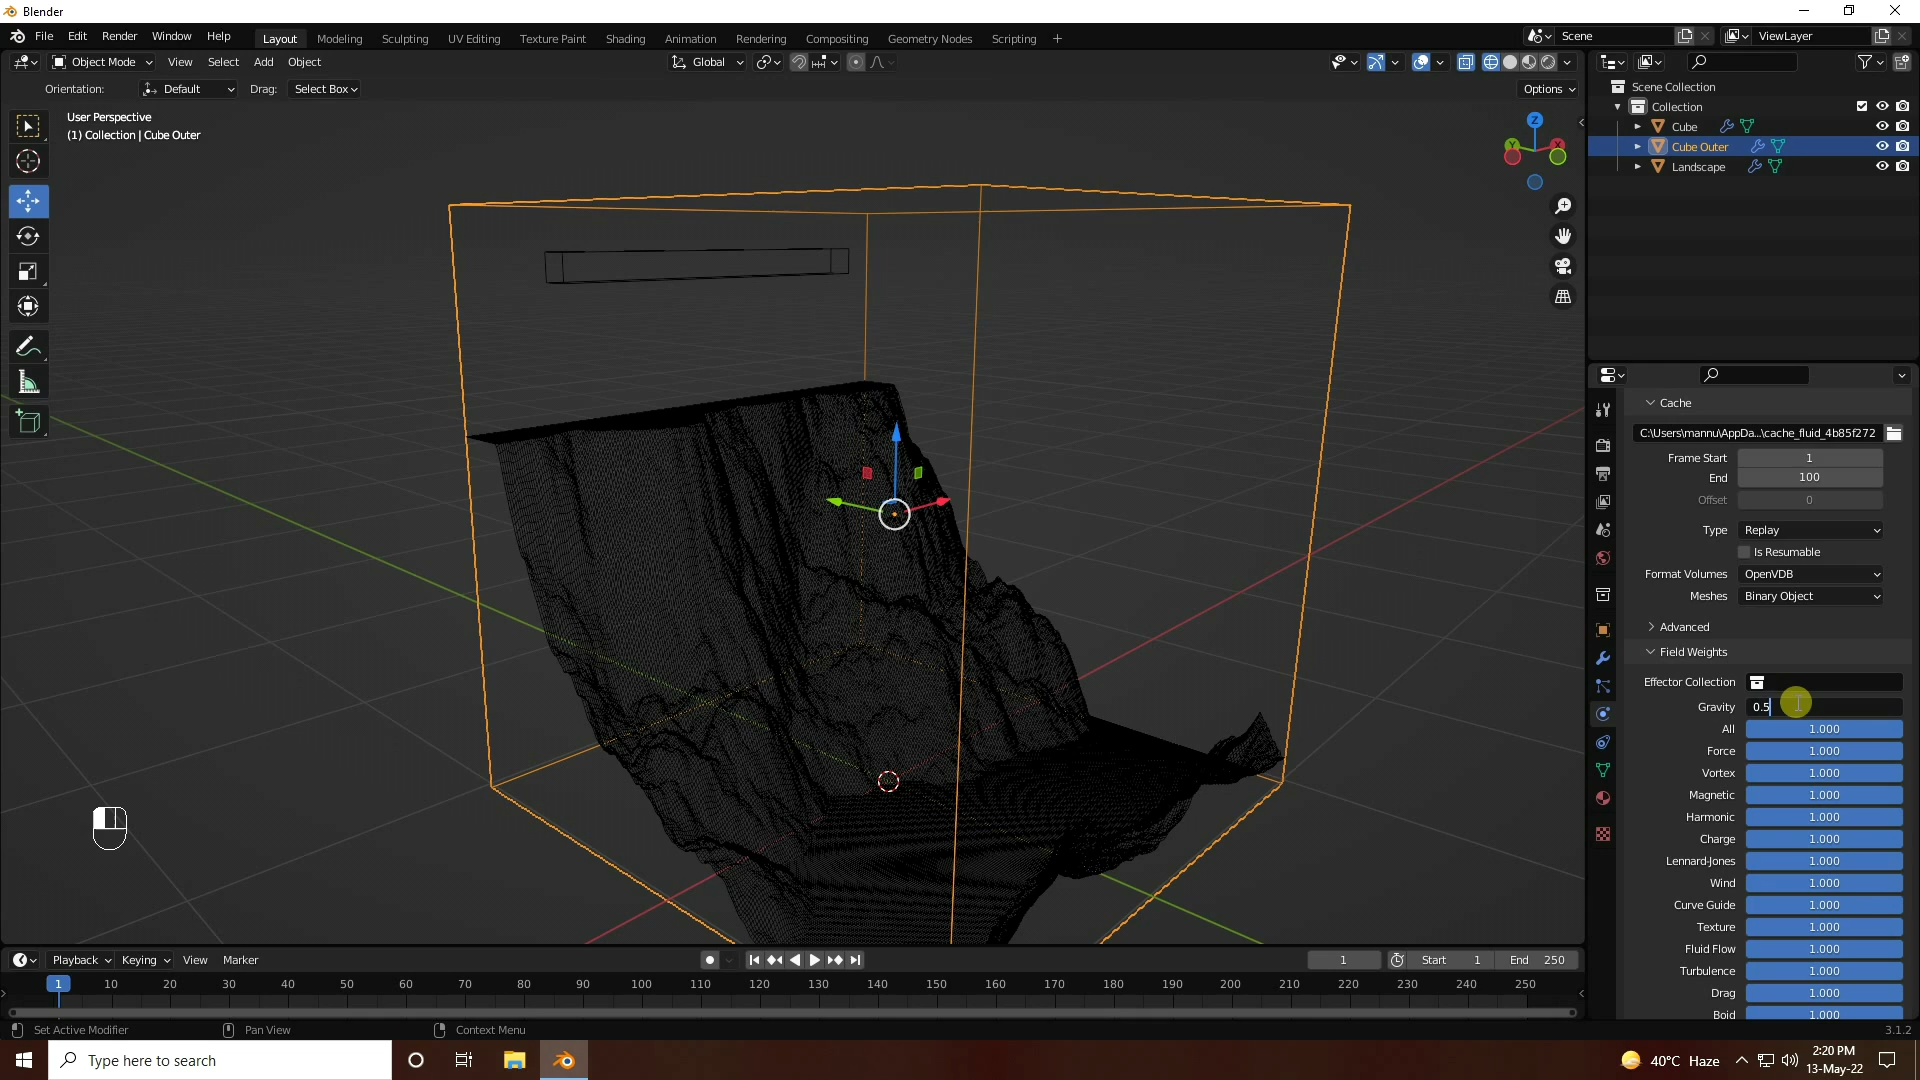 Blender
File Edit Render Window Help
Layout Modeling Sculpting UV Editing Texture Paint Shading Animation Rendering Compositing Geometry Nodes Scripting +
Scene
ViewLayer
Object Mode View Select Add Object
Global
Orientation: Default Drag: Select Box
Options
User Perspective
(1) Collection | Cube Outer
Z
Y
X
Scene Collection
Collection
Cube
Cube Outer
Landscape
Cache
C:\Users\mannu\AppDa...\cache_fluid_4b85f272
Frame Start 1
End 100
Offset 0
Type Replay
Is Resumable
Format Volumes OpenVDB
Meshes Binary Object
Advanced
Field Weights
Effector Collection
Gravity 0.5
All 1.000
Force 1.000
Vortex 1.000
Magnetic 1.000
Harmonic 1.000
Charge 1.000
Lennard-Jones 1.000
Wind 1.000
Curve Guide 1.000
Texture 1.000
Fluid Flow 1.000
Turbulence 1.000
Drag 1.000
Boid 1.000
Playback Keying View Marker
1
Start 1 End 250
1 10 20 30 40 50 60 70 80 90 100 110 120 130 140 150 160 170 180 190 200 210 220 230 240 250
Set Active Modifier Pan View Context Menu
3.1.2
Type here to search
40°C Haze
2:20 PM
13-May-22